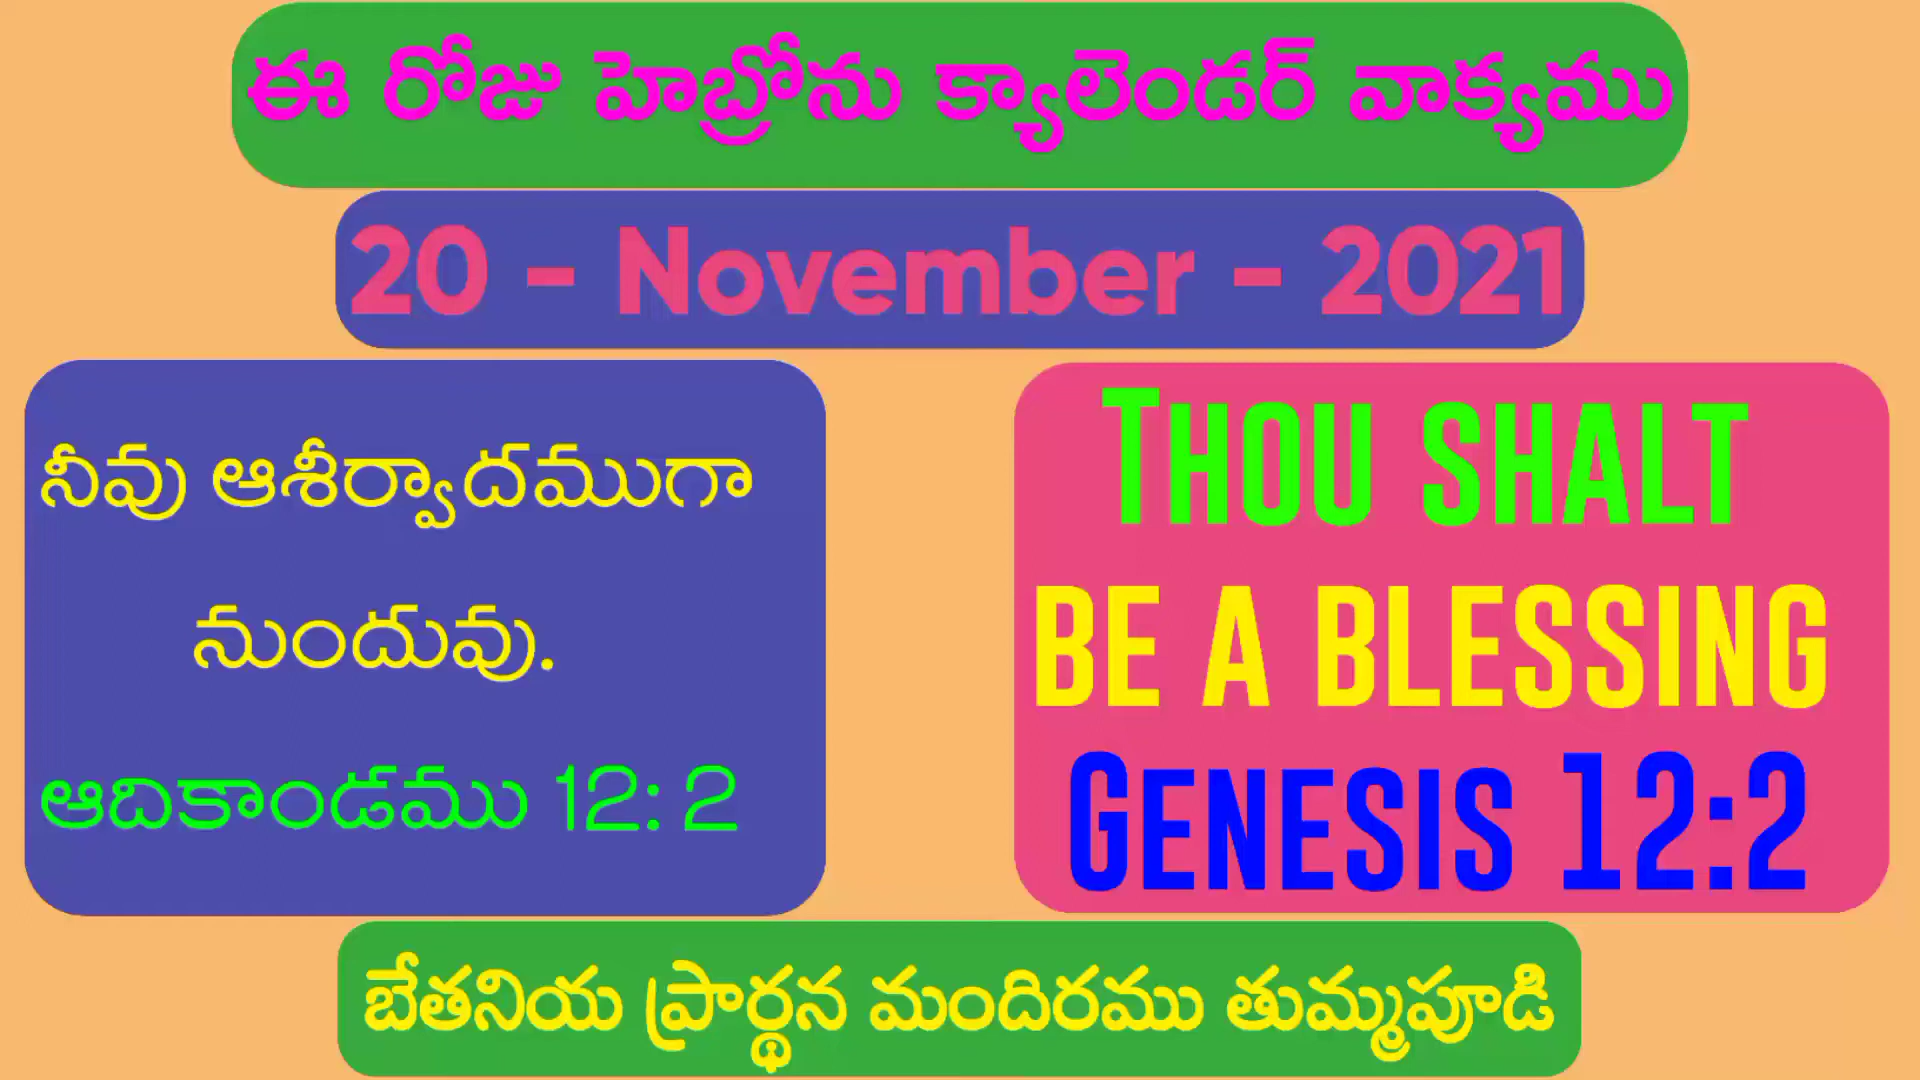 ఈ రోజు హెబ్రోను క్యాలెండర్ వాక్యము
20 - November - 2021
నీవు ఆశీర్వాదముగా
నుందువు.
ఆదికాండము 12: 2
Thou shalt
be a blessing
Genesis 12:2
బేతనియ ప్రార్థన మందిరము తుమ్మపూడి